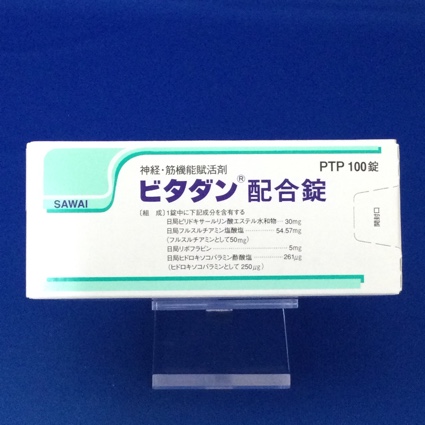 PTP 100錠
神経・筋機能賦活剤
ビタダン® 配合錠
SAWAI
〔組 成〕1錠中に下記成分を含有する
日局ピリドキサールリン酸エステル水和物… 30mg
日局フルスルチアミン塩酸塩………… 54.57mg
(フルスルチアミンとして50mg)
日局リボフラビン………………… 5mg
日局ヒドロキソコバラミン酢酸塩……… 261μg
(ヒドロキソコバラミンとして 250μg)
開封口